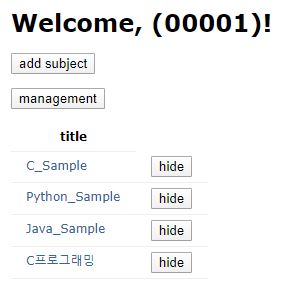 Welcome, (00001)!
add subject
management
title
C_Sample hide
Python_Sample hide
Java_Sample hide
C프로그래밍 hide